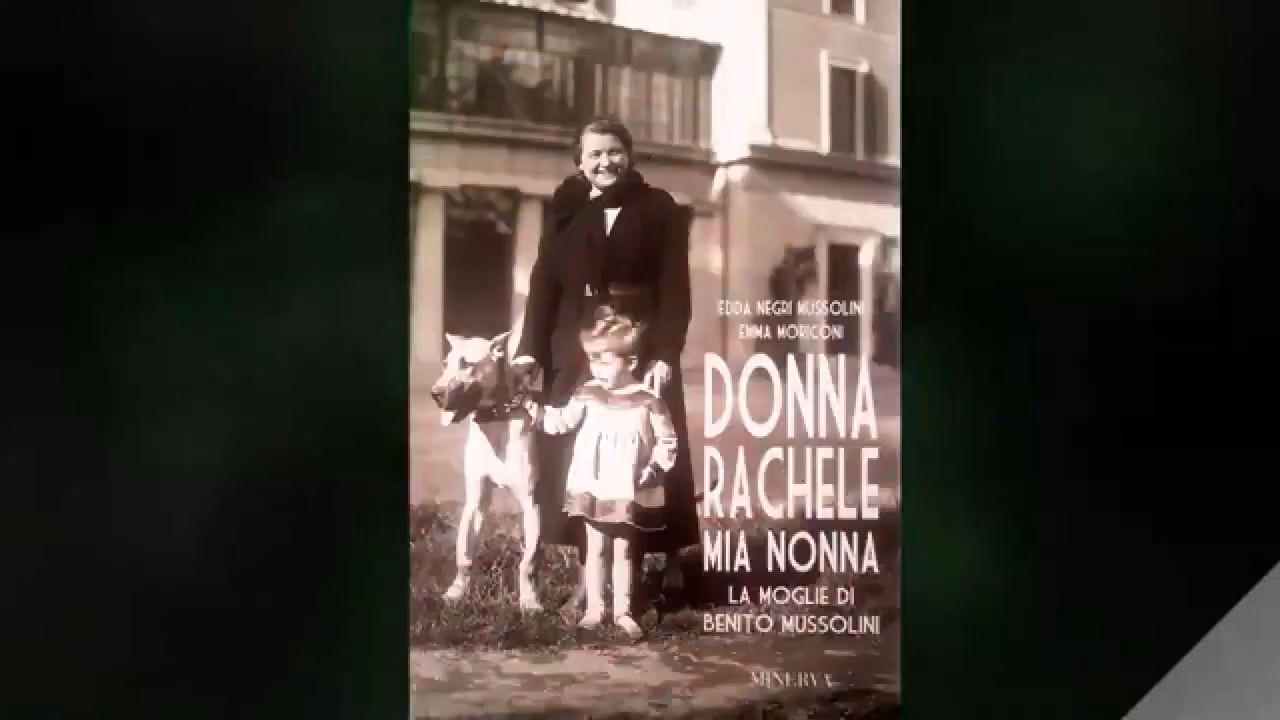 EDDA NEGRI MUSSOLINI
EMMA MORICONI
DONNA
RACHELE
MIA NONNA
LA MOGLIE DI
BENITO MUSSOLINI
MINERVA